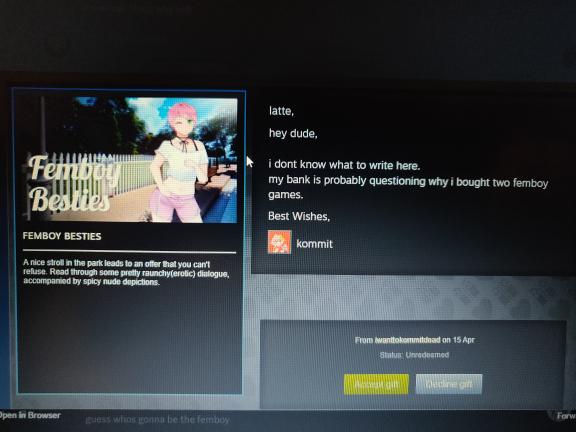 Femboy
Besties
FEMBOY BESTIES
A nice stroll in the park leads to an offer that you can't
refuse. Read through some pretty raunchy(erotic) dialogue,
accompanied by spicy nude depictions.
latte,
hey dude,
i dont know what to write here.
my bank is probably questioning why i bought two femboy
games.
Best Wishes,
kommit
From iwanttokommitdead on 15 Apr
Status: Unredeemed
Accept gift
Decline gift
Open in Browser
guess whos gonna be the femboy